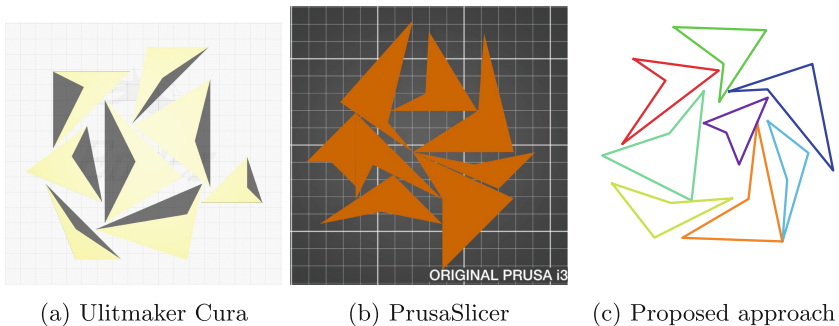 ORIGINAL PRUSA i3
(a) Ulitmaker Cura
(b) PrusaSlicer
(c) Proposed approach